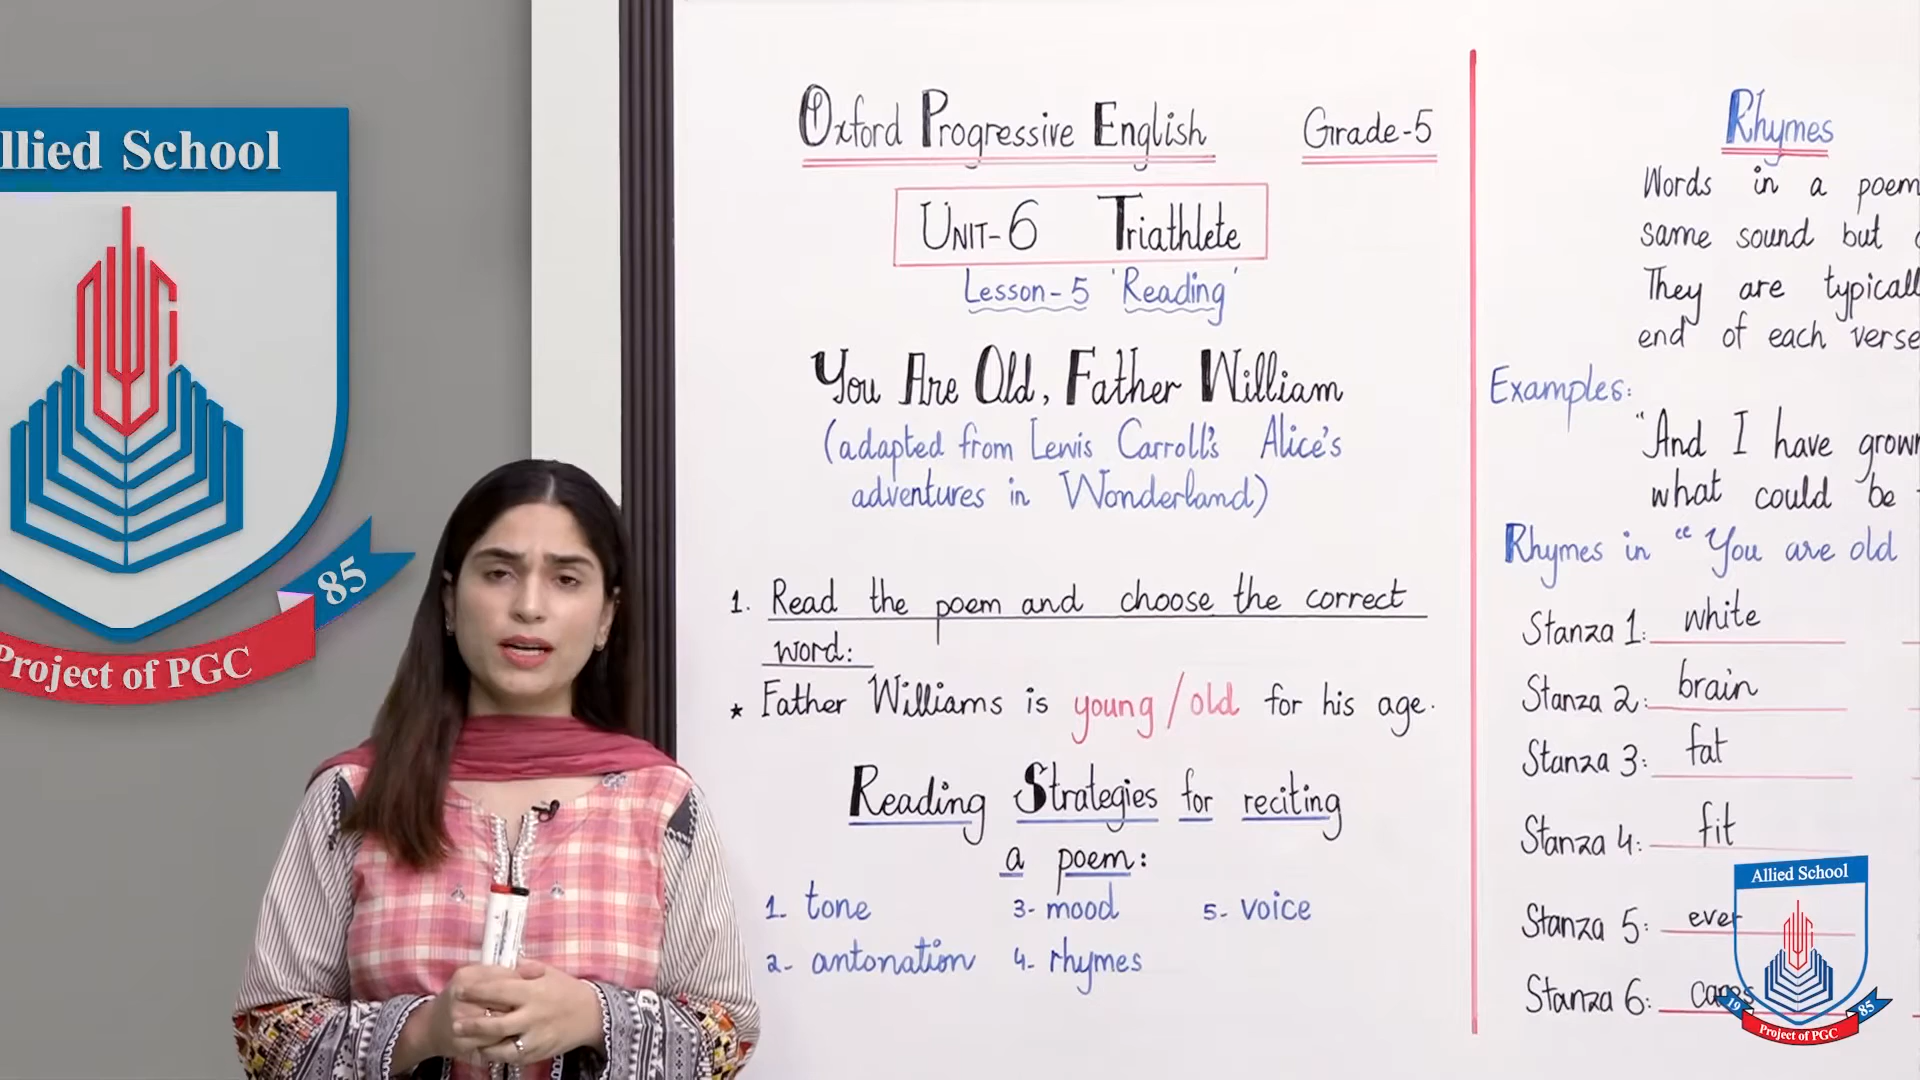 llied School
85
Project of PGC
Oxford Progressive English Grade-5
UNIT-6 Triathlete
Lesson-5 'Reading'
You Are Old, Father William
(adapted from Lewis Carroll's Alice's
adventures in Wonderland)
1. Read the poem and choose the correct
word:
* Father Williams is young/old for his age.
Reading Strategies for reciting
a poem:
1- tone 3- mood 5- voice
2- antonation 4- rhymes
Rhymes
Words in a poem
same sound but
They are typicall
end of each verse
Examples:
"And I have grown
what could be
Rhymes in "You are old
Stanza 1: white
Stanza 2: brain
Stanza 3: fat
Stanza 4: fit
Stanza 5: ever
Stanza 6: cares
Allied School
19 85
Project of PGC